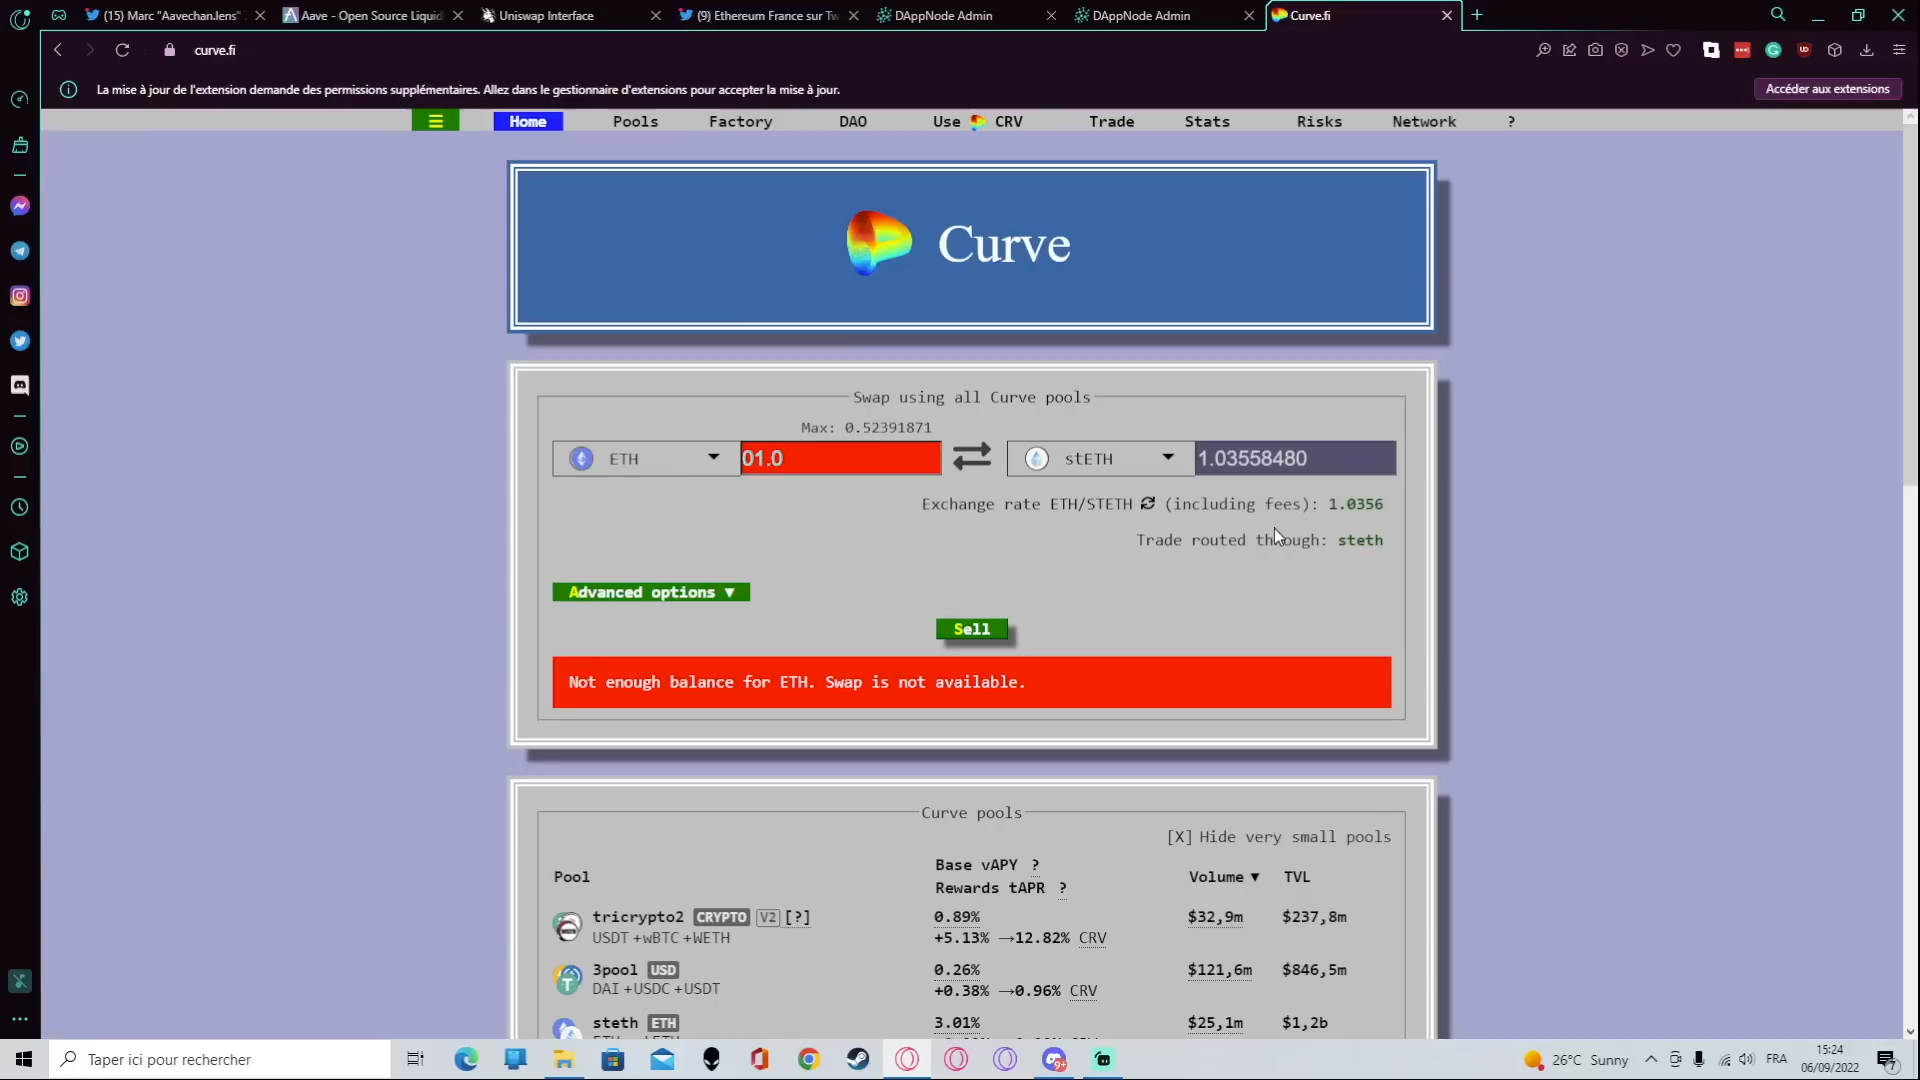 (15) Marc "Aavechan.lens"
Aave - Open Source Liquid
Uniswap Interface
(9) Ethereum France sur Tw
DAppNode Admin
DAppNode Admin
Curve.fi
curve.fi
La mise à jour de l'extension demande des permissions supplémentaires. Allez dans le gestionnaire d'extensions pour accepter la mise à jour.
Accéder aux extensions
Home
Pools
Factory
DAO
Use CRV
Trade
Stats
Risks
Network
?
Curve
Swap using all Curve pools
Max: 0.52391871
ETH
01.0
stETH
1.03558480
Exchange rate ETH/STETH (including fees): 1.0356
Trade routed through: steth
Advanced options ▼
Sell
Not enough balance for ETH. Swap is not available.
Curve pools
[X] Hide very small pools
Pool
Base vAPY ?
Rewards tAPR ?
Volume ▼
TVL
tricrypto2 CRYPTO V2 [?]
USDT +wBTC +WETH
0.89%
+5.13% →12.82% CRV
$32,9m
$237,8m
3pool USD
DAI +USDC +USDT
0.26%
+0.38% →0.96% CRV
$121,6m
$846,5m
steth ETH
3.01%
$25,1m
$1,2b
Taper ici pour rechercher
9+
26°C Sunny
FRA
15:24
06/09/2022
7